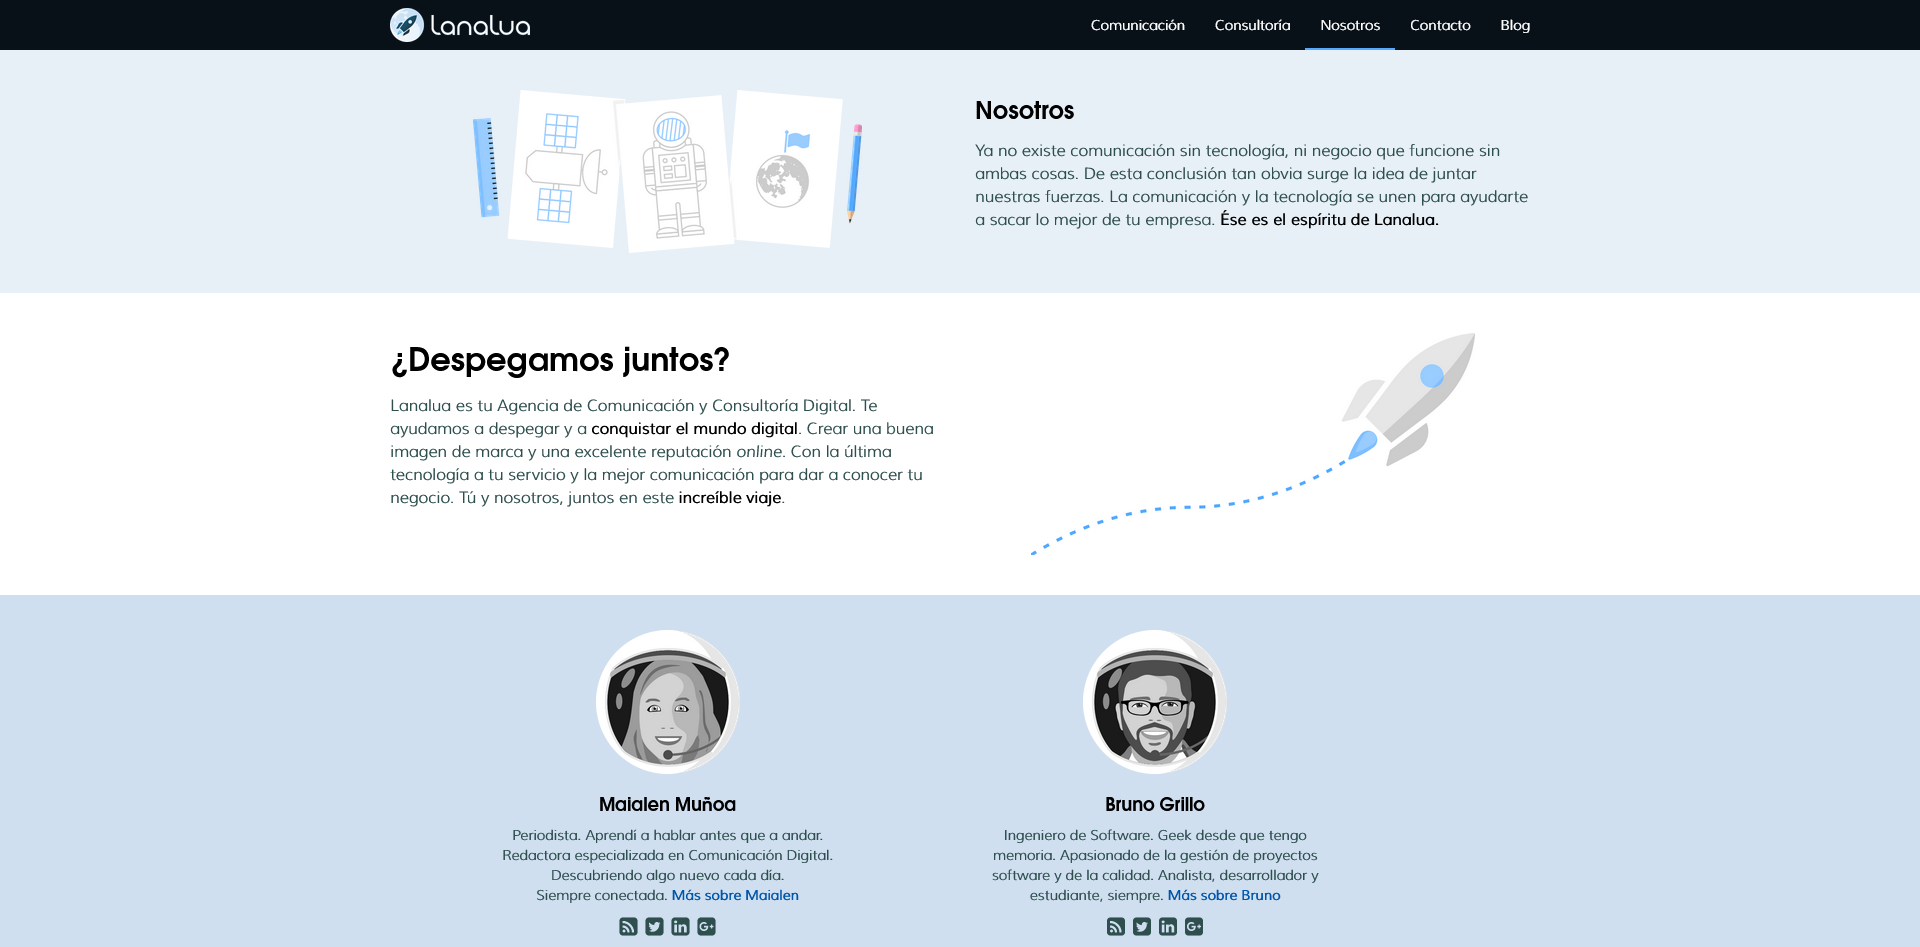 Lanalua
Comunicación
Consultoría
Nosotros
Contacto
Blog
Nosotros
Ya no existe comunicación sin tecnología, ni negocio que funcione sin
ambas cosas. De esta conclusión tan obvia surge la idea de juntar
nuestras fuerzas. La comunicación y la tecnología se unen para ayudarte
a sacar lo mejor de tu empresa. Ése es el espíritu de Lanalua.
¿Despegamos juntos?
Lanalua es tu Agencia de Comunicación y Consultoría Digital. Te
ayudamos a despegar y a conquistar el mundo digital. Crear una buena
imagen de marca y una excelente reputación online. Con la última
tecnología a tu servicio y la mejor comunicación para dar a conocer tu
negocio. Tú y nosotros, juntos en este increíble viaje.
Maialen Muñoa
Periodista. Aprendí a hablar antes que a andar.
Redactora especializada en Comunicación Digital.
Descubriendo algo nuevo cada día.
Siempre conectada. Más sobre Maialen
Bruno Grillo
Ingeniero de Software. Geek desde que tengo
memoria. Apasionado de la gestión de proyectos
software y de la calidad. Analista, desarrollador y
estudiante, siempre. Más sobre Bruno